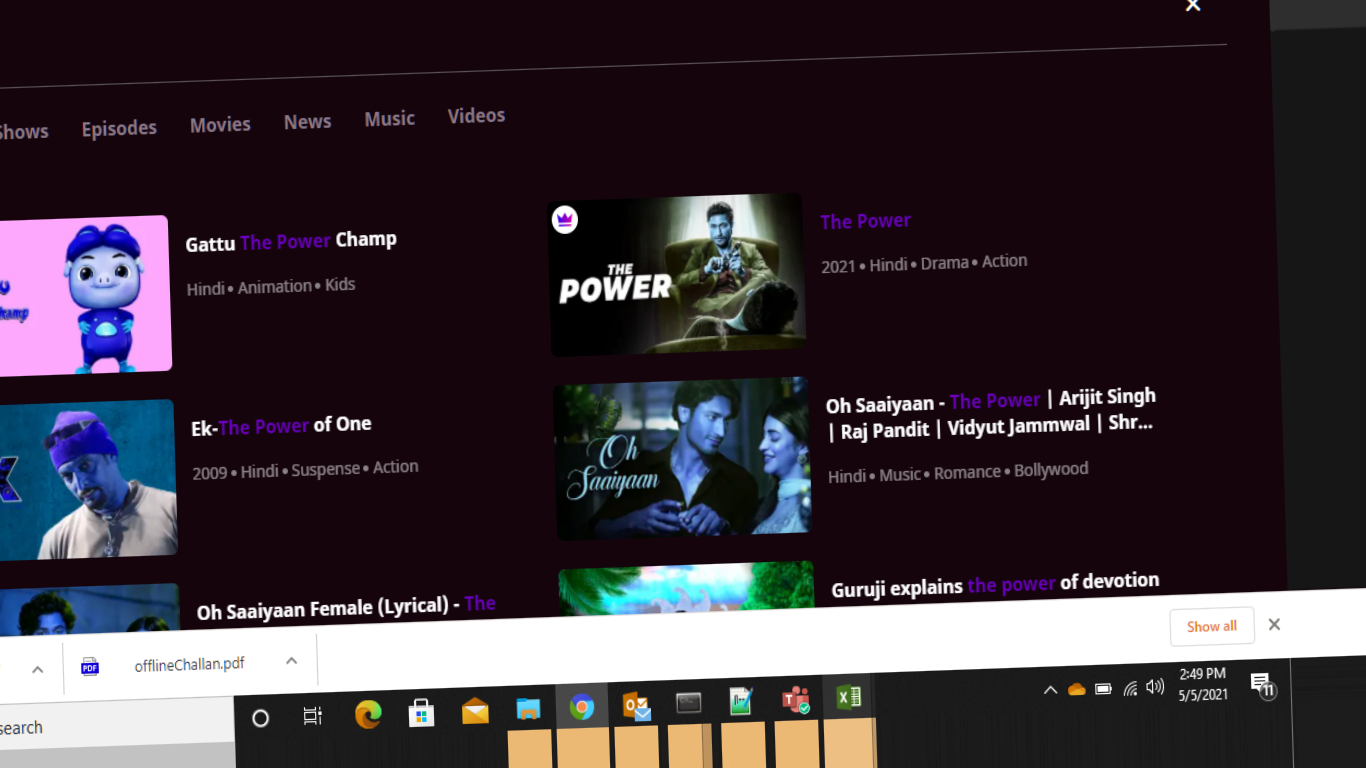 Shows Episodes Movies News Music Videos
Gattu The Power Champ
Hindi • Animation • Kids
THE
POWER
The Power
2021 • Hindi • Drama • Action
Ek-The Power of One
2009 • Hindi • Suspense • Action
Oh
Saaiyaan
Oh Saaiyaan - The Power | Arijit Singh
| Raj Pandit | Vidyut Jammwal | Shr...
Hindi • Music • Romance • Bollywood
Oh Saaiyaan Female (Lyrical) - The
Guruji explains the power of devotion
PDF
offlineChallan.pdf
Show all
search
2:49 PM
5/5/2021
11